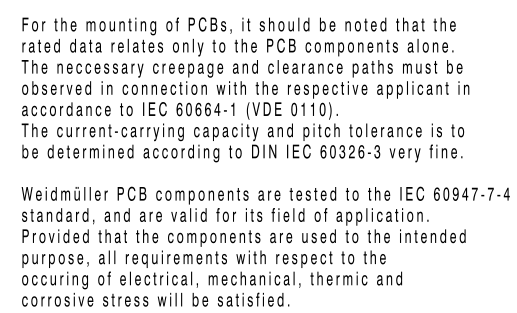 For the mounting of PCBs, it should be noted that the
rated data relates only to the PCB components alone.
The neccessary creepage and clearance paths must be
observed in connection with the respective applicant in
accordance to IEC 60664-1 (VDE 0110).
The current-carrying capacity and pitch tolerance is to
be determined according to DIN IEC 60326-3 very fine.

Weidmüller PCB components are tested to the IEC 60947-7-4
standard, and are valid for its field of application.
Provided that the components are used to the intended
purpose, all requirements with respect to the
occuring of electrical, mechanical, thermic and
corrosive stress will be satisfied.